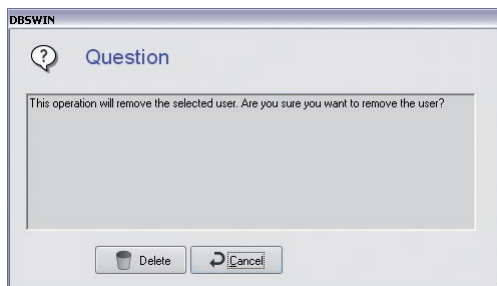 DBSWIN
Question
This operation will remove the selected user. Are you sure you want to remove the user?
Delete
Cancel